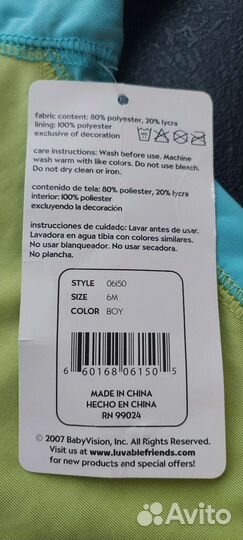 fabric content: 80% polyester, 20% lycra
lining: 100% polyester
exclusive of decoration
care instructions: Wash before use. Machine
wash warm with like colors. Do not use bleach.
Do not dry clean or iron.
contenido de tela: 80% poliester, 20% lycra
interior: 100% poliester
excluyendo la decoración
instrucciones de cuidado: Lavar antes de usar.
Lavadora en agua tibia con colores similares.
No usar blanqueador. No usar secadora.
No plancha.
STYLE 06150
SIZE 6M
COLOR BOY
6 60168 06150 5
MADE IN CHINA
HECHO EN CHINA
RN 99024
© 2007 BabyVision, Inc. All Rights Reserved
Visit us at www.luvablefriends.com
for new products and special offers!
Avito